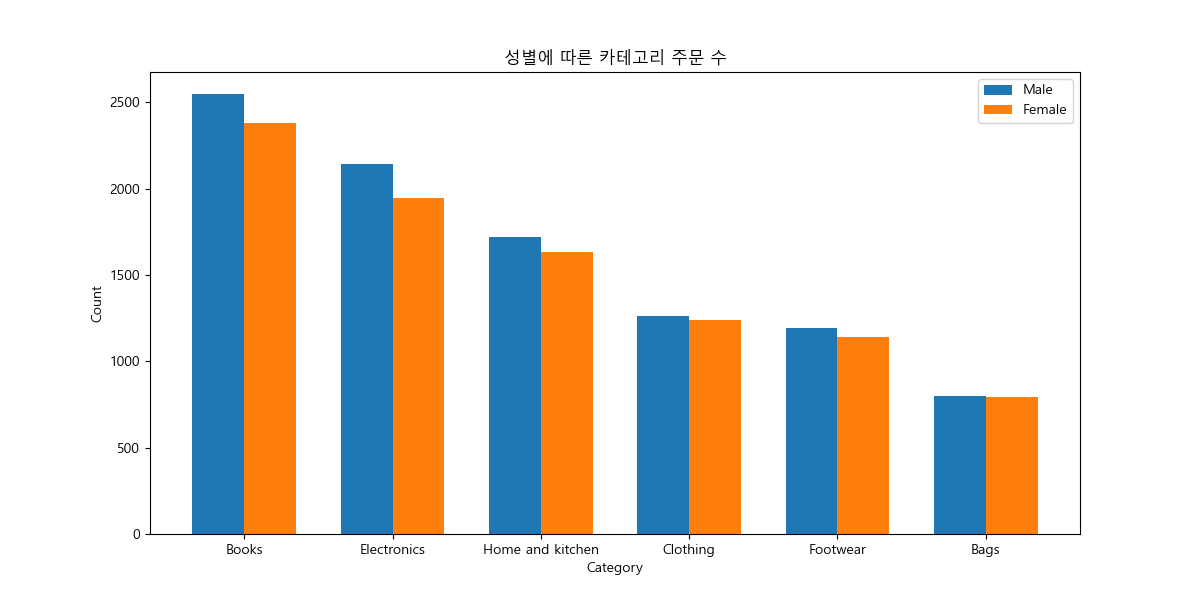 성별에 따른 카테고리 주문 수
Male
Female
2500
2000
1500
1000
500
0
Count
Books Electronics Home and kitchen Clothing Footwear Bags
Category